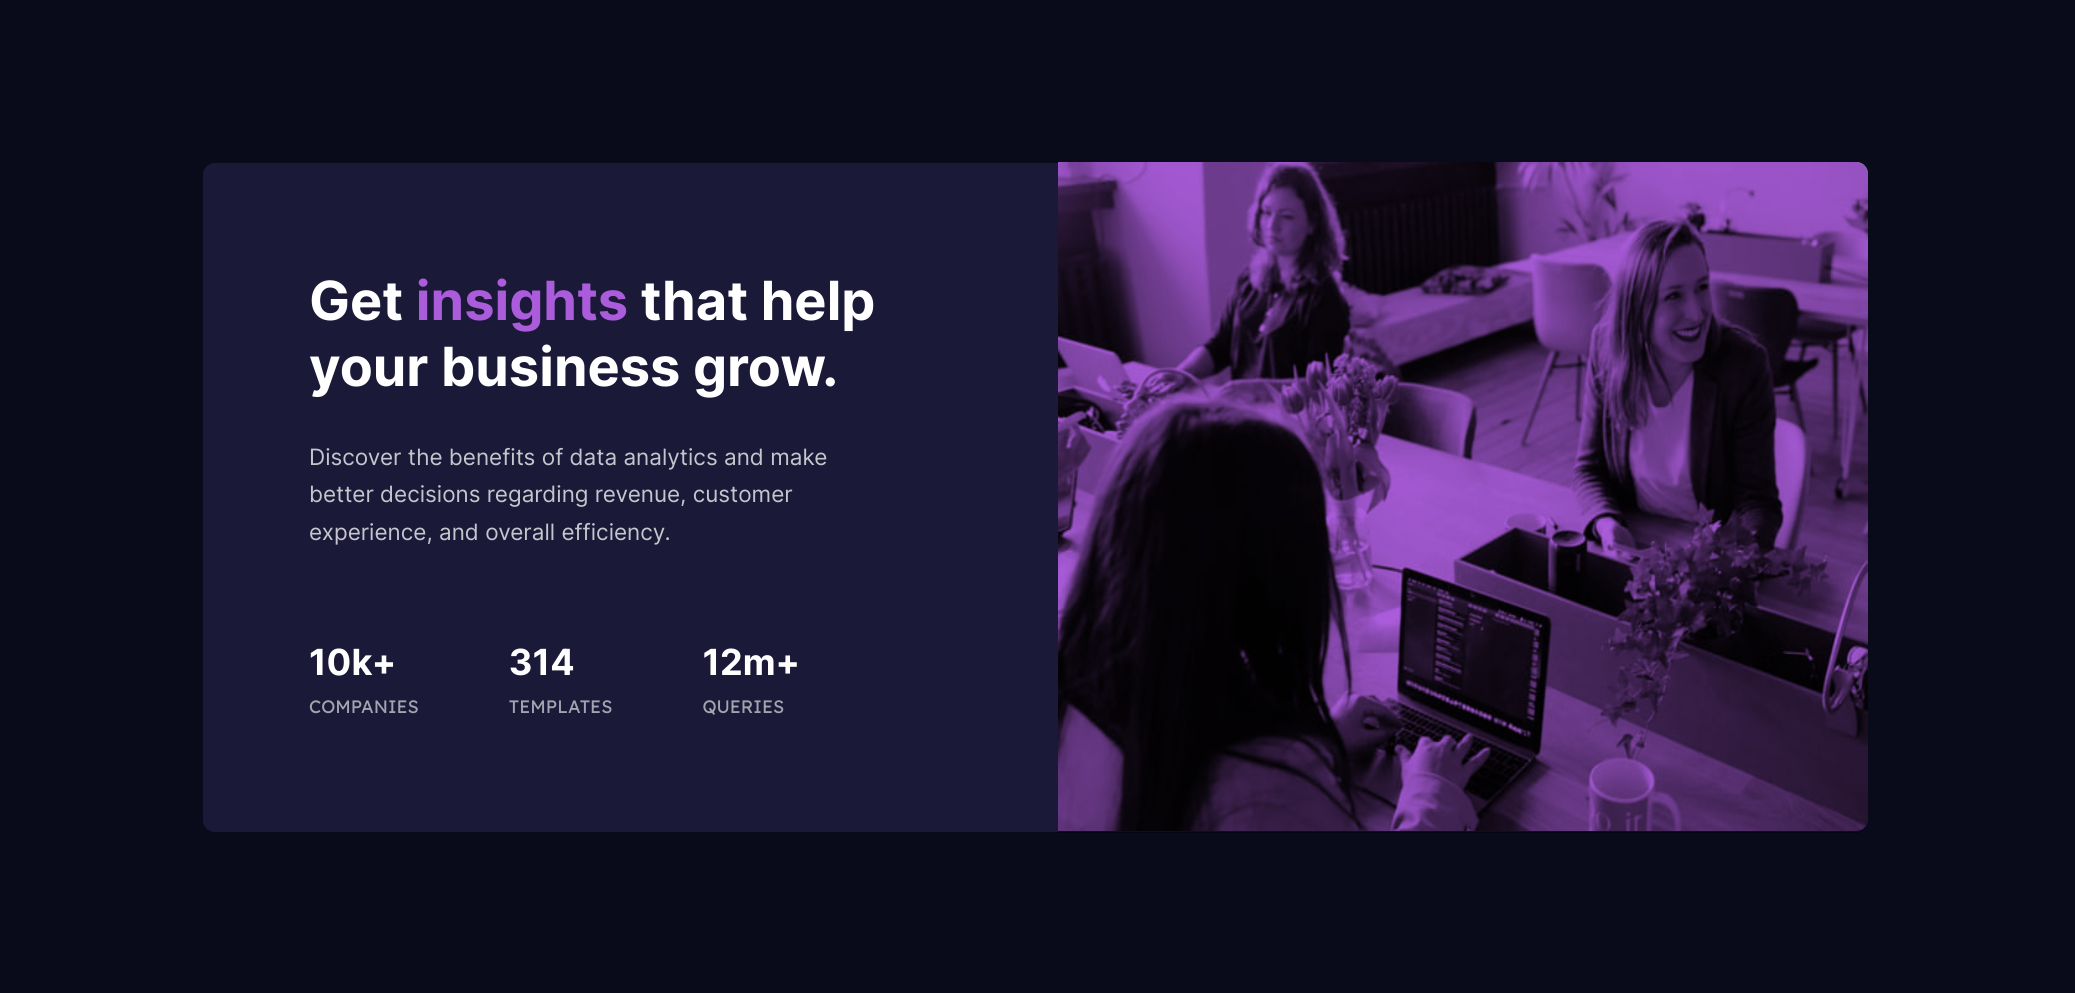 Get insights that help
your business grow.
Discover the benefits of data analytics and make
better decisions regarding revenue, customer
experience, and overall efficiency.
10k+ 314 12m+
COMPANIES TEMPLATES QUERIES